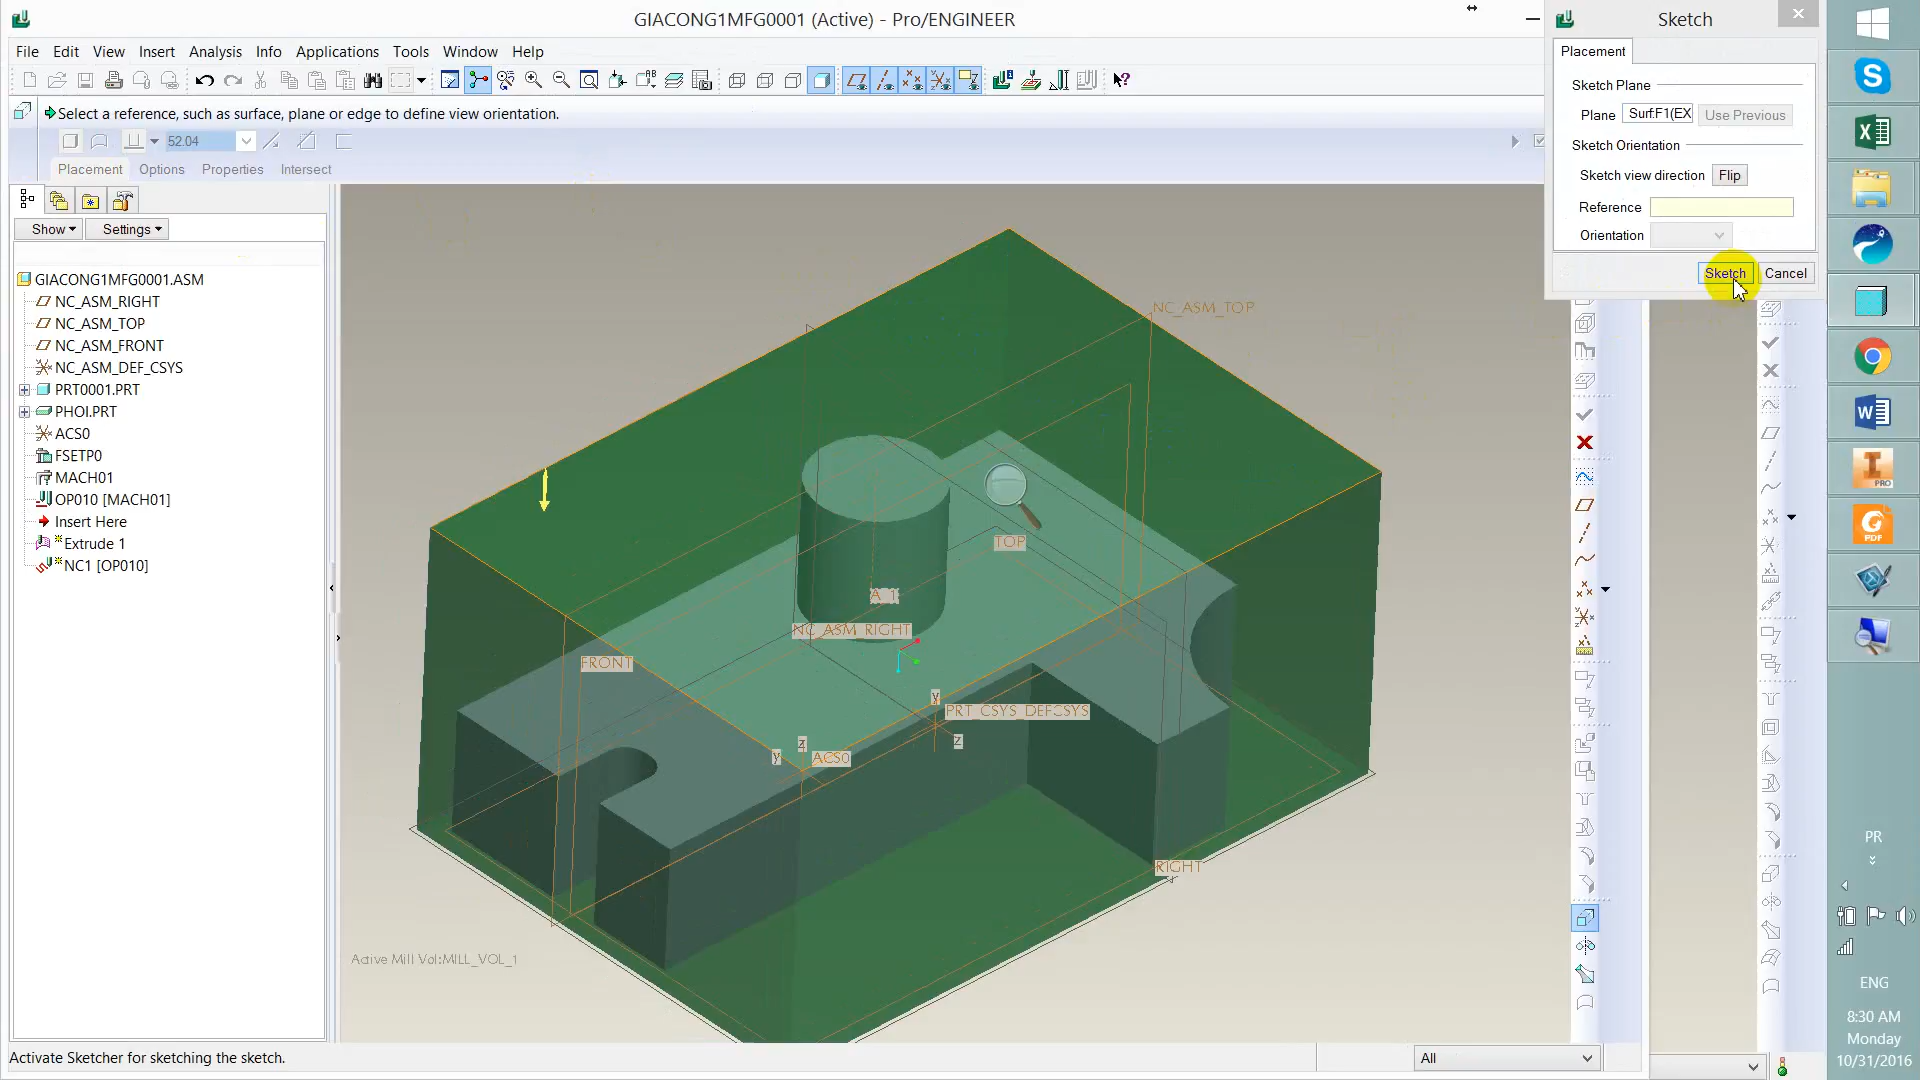 GIACONG1MFG0001 (Active) - Pro/ENGINEER
File Edit View Insert Analysis Info Applications Tools Window Help
Select a reference, such as surface, plane or edge to define view orientation.
52.04
Placement Options Properties Intersect
Show Settings
GIACONG1MFG0001.ASM
NC_ASM_RIGHT
NC_ASM_TOP
NC_ASM_FRONT
NC_ASM_DEF_CSYS
PRT0001.PRT
PHOI.PRT
ACS0
FSETP0
MACH01
OP010 [MACH01]
Insert Here
Extrude 1
NC1 [OP010]
NC_ASM_TOP
TOP
A_1
NC_ASM_RIGHT
FRONT
y
PRT_CSYS_DEFCSYS
z
z
y
ACS0
RIGHT
Active Mill Vol:MILL_VOL_1
Sketch
Placement
Sketch Plane
Plane Surf:F1(EX Use Previous
Sketch Orientation
Sketch view direction Flip
Reference
Orientation
Sketch Cancel
Activate Sketcher for sketching the sketch.
All
PRO
PDF
PR
ENG
8:30 AM
Monday
10/31/2016